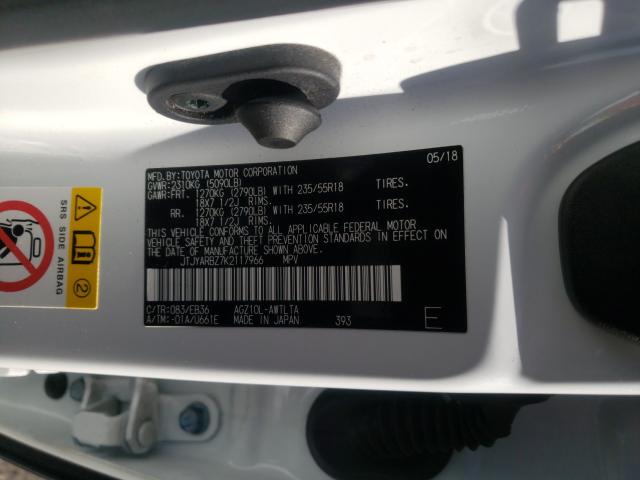 MFD.BY:TOYOTA MOTOR CORPORATION 05/18
GVWR:2310KG (5090LB)
GAWR:FRT. 1270KG (2790LB) WITH 235/55R18 TIRES.
18X7 1/2J RIMS.
RR. 1270KG (2790LB) WITH 235/55R18 TIRES.
18X7 1/2J RIMS.
THIS VEHICLE CONFORMS TO ALL APPLICABLE FEDERAL MOTOR
VEHICLE SAFETY AND THEFT PREVENTION STANDARDS IN EFFECT ON
THE DATE OF MANUFACTURE SHOWN ABOVE.
JTJYARBZ7K2117966 MPV
C/TR:083/EB36 AGZ10L-AWTLTA
A/TM:-01A/U661E MADE IN JAPAN 393 E
SRS SIDE AIRBAG
2